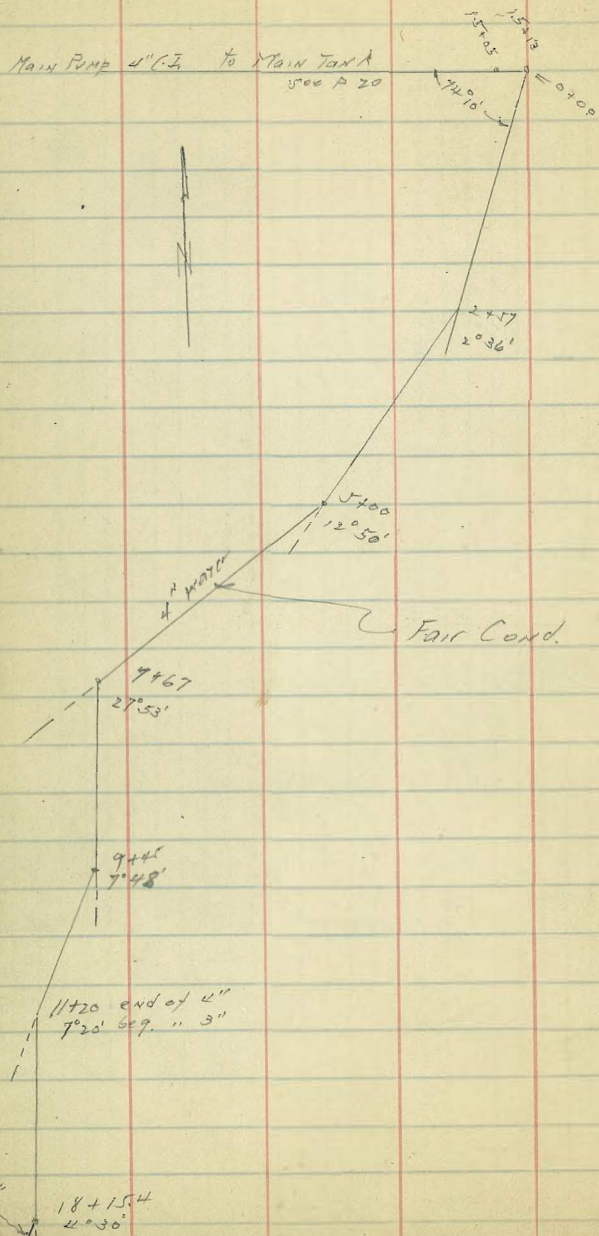 15+13
15+05
Main Pump 4" C.I. to Main Tank
See P 20
0+00
74°10'
N
2+57
2°36'
5+00
12°50'
4" water
Fair Cond.
7+67
27°53'
9+45
7°48'
11+20 end of 4"
7°20' beg. " 3"
18+15.4
4°30'